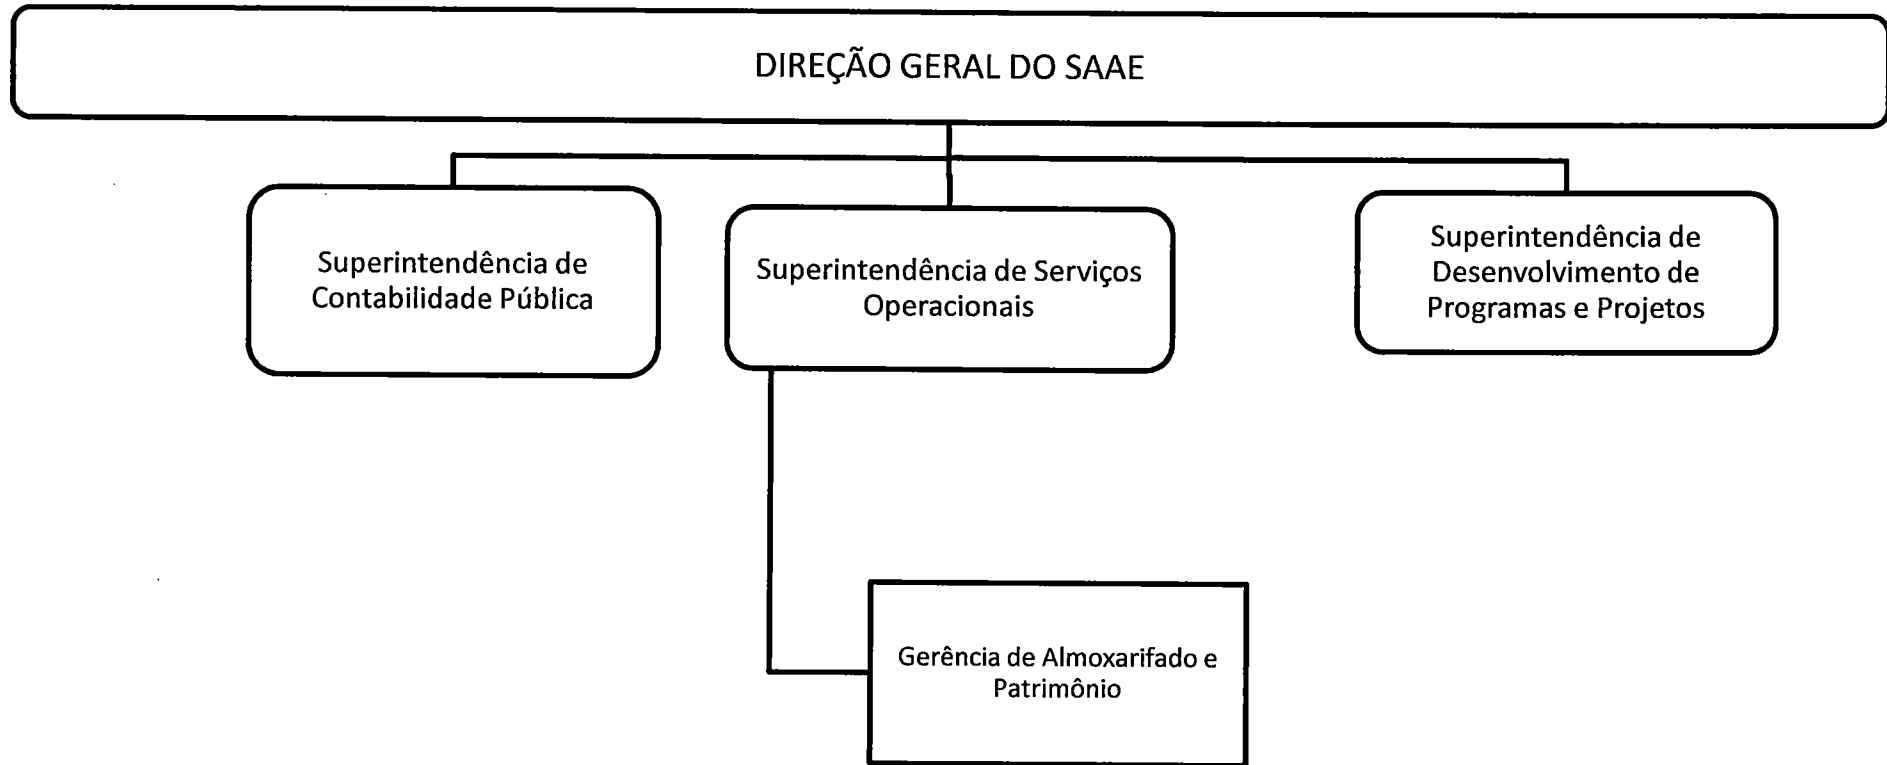 DIREÇÃO GERAL DO SAAE
Superintendência de
Contabilidade Pública
Superintendência de Serviços
Operacionais
Superintendência de
Desenvolvimento de
Programas e Projetos
Gerência de Almoxarifado e
Patrimônio